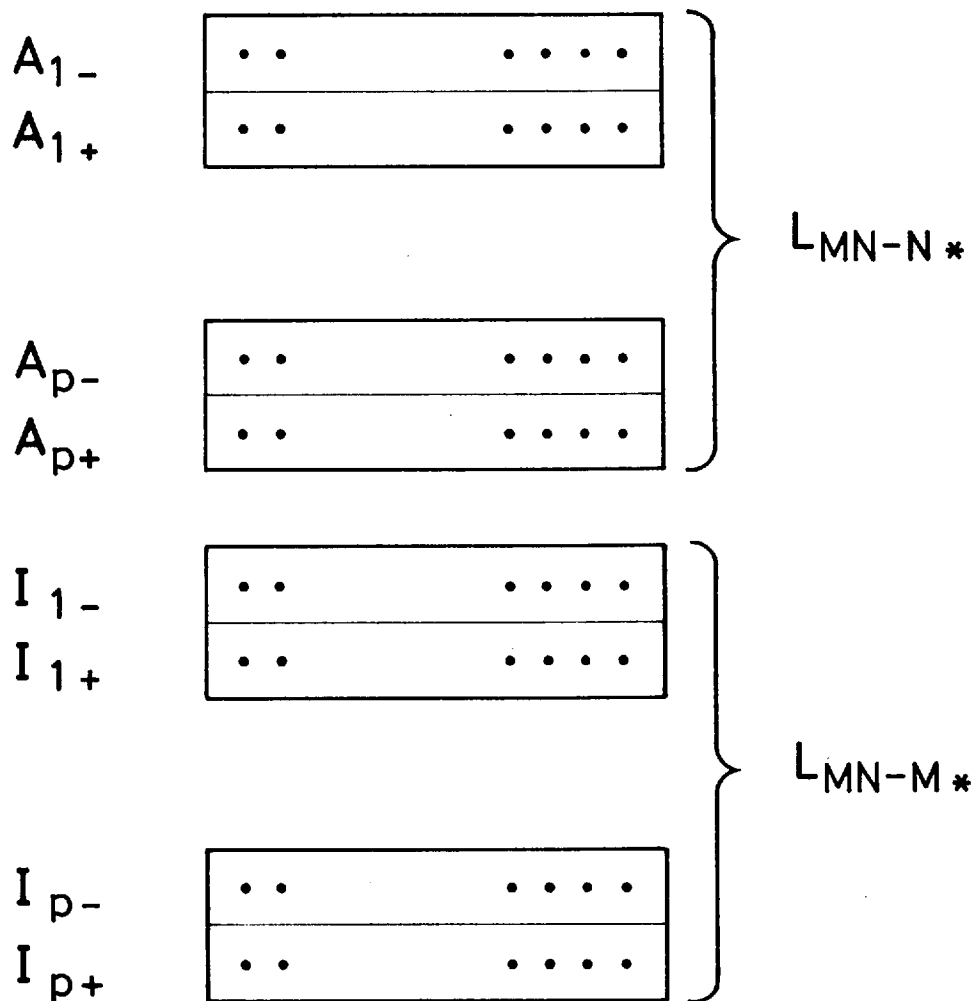 A1-
A1+
LMN-N*
Ap-
Ap+
I1-
I1+
LMN-M*
Ip-
Ip+